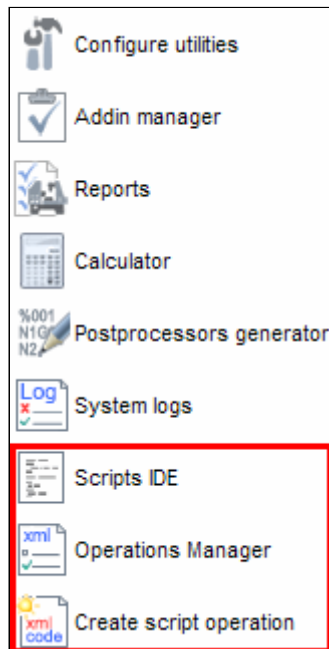 Configure utilities
Addin manager
Reports
Calculator
%001
N1G
N2
Postprocessors generator
Log
System logs
Scripts IDE
xml
Operations Manager
xml
code
Create script operation